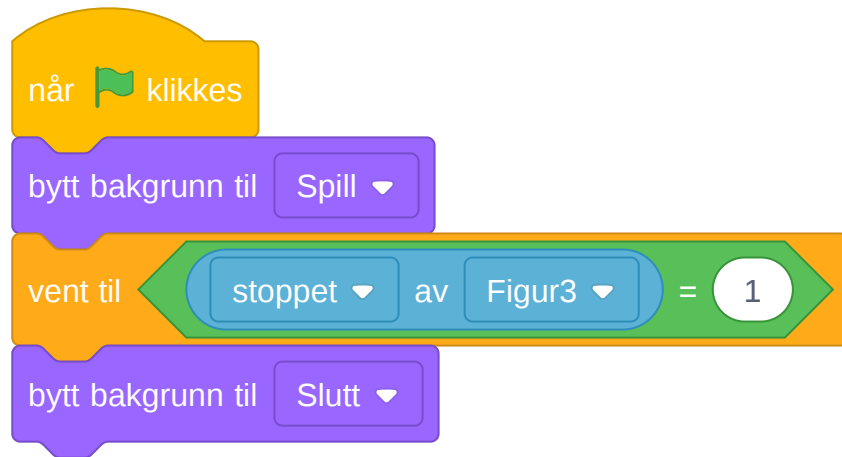 når klikkes
bytt bakgrunn til Spill
vent til stoppet av Figur3 = 1
bytt bakgrunn til Slutt